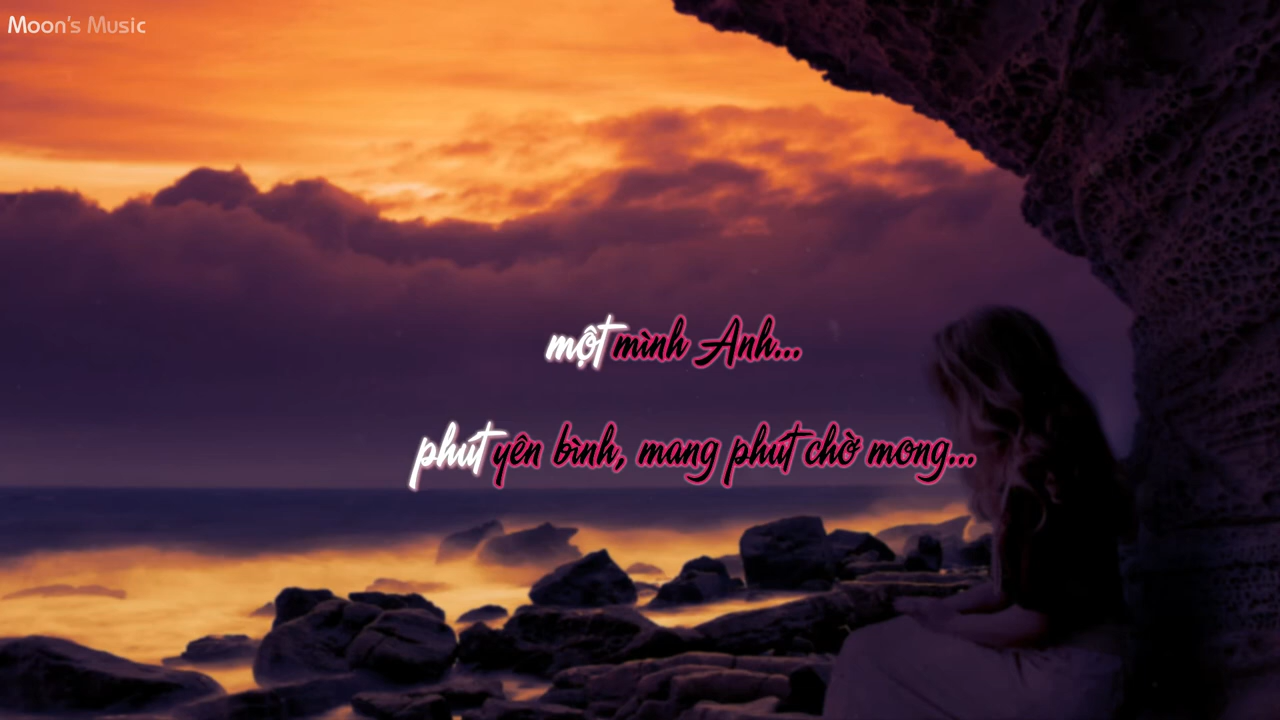 Moon's Music
một mình Anh...
phút yên bình, mang phút chờ mong...